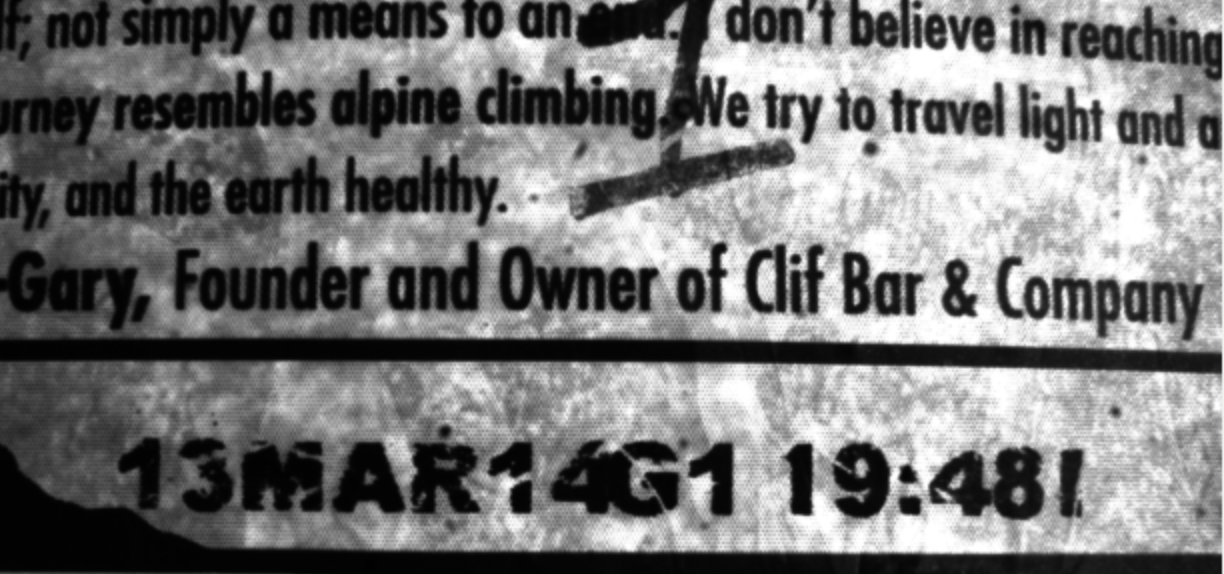 f; not simply a means to an end. I don't believe in reaching
urney resembles alpine climbing. We try to travel light and a
ity, and the earth healthy.
-Gary, Founder and Owner of Clif Bar & Company
13MAR14G1 19:48!